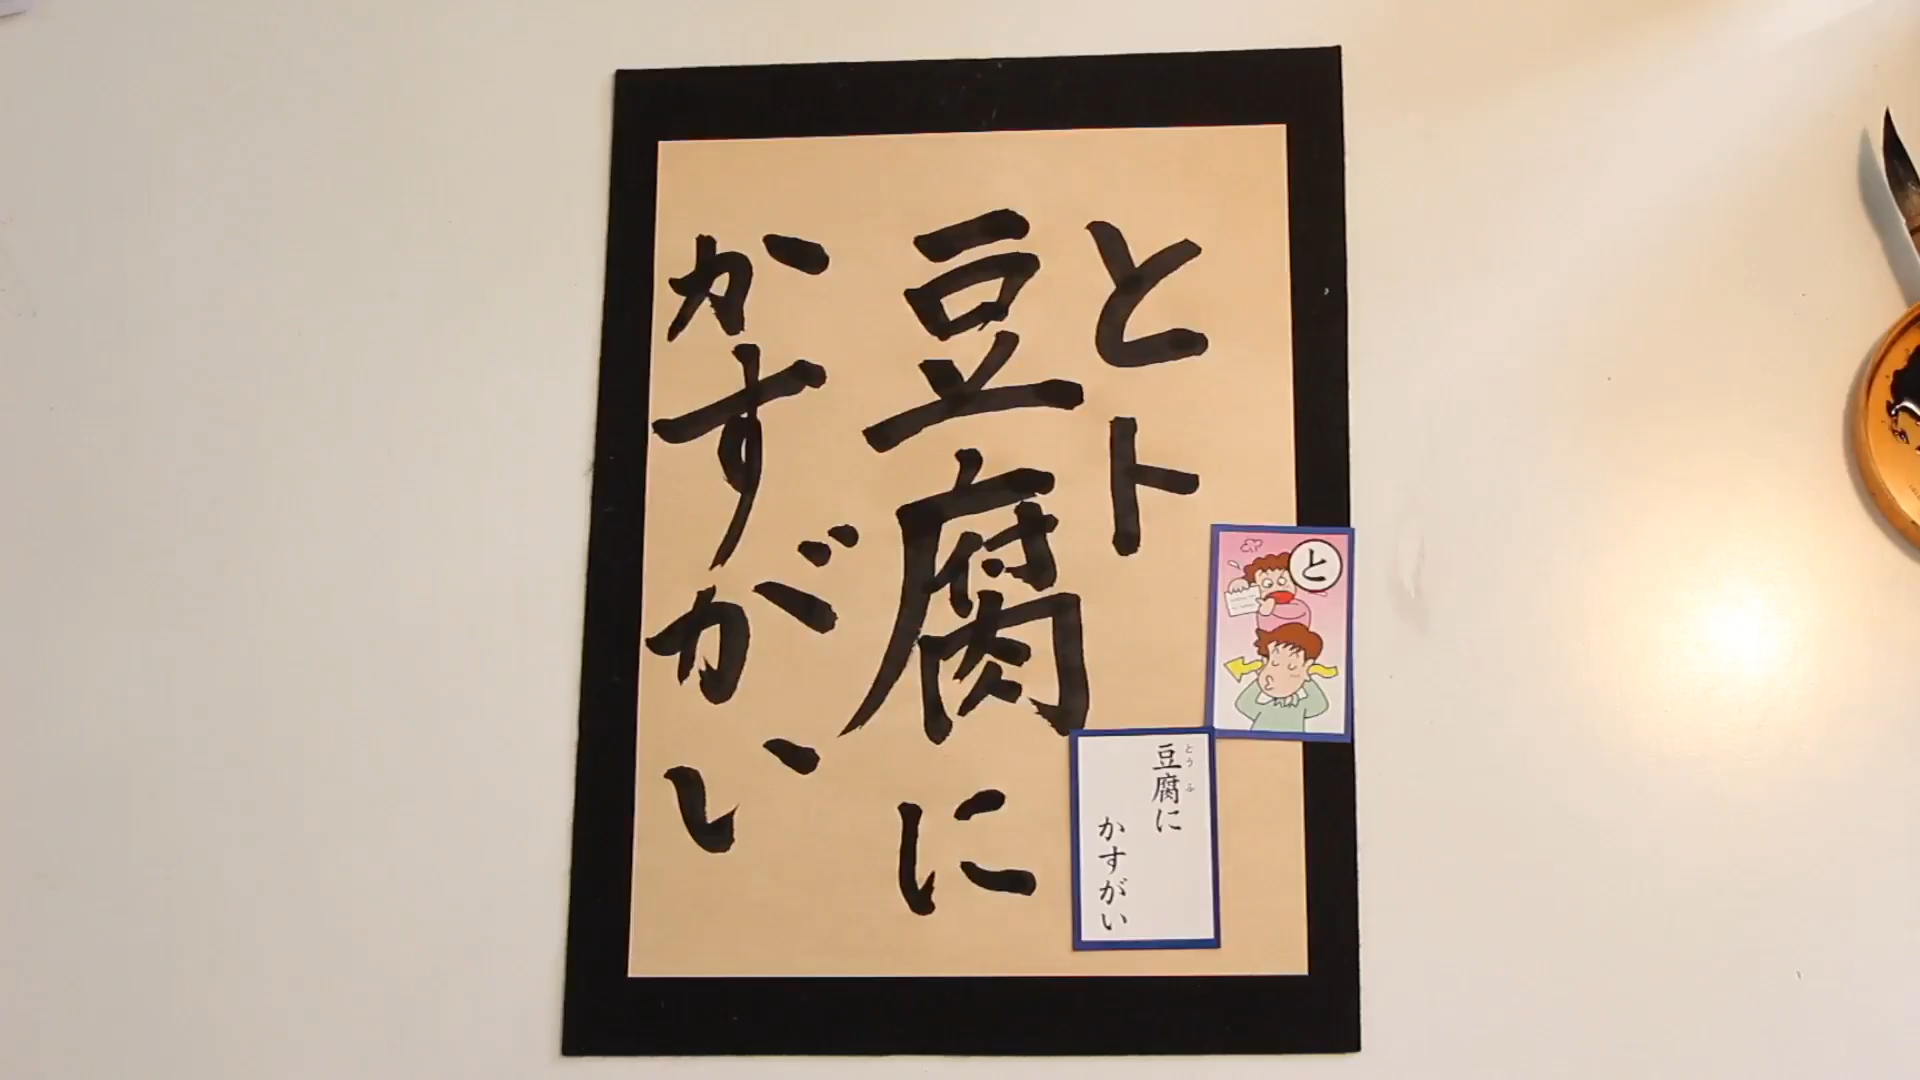 とト
豆腐に
かすがい
と
豆腐に
とうふ
かすがい